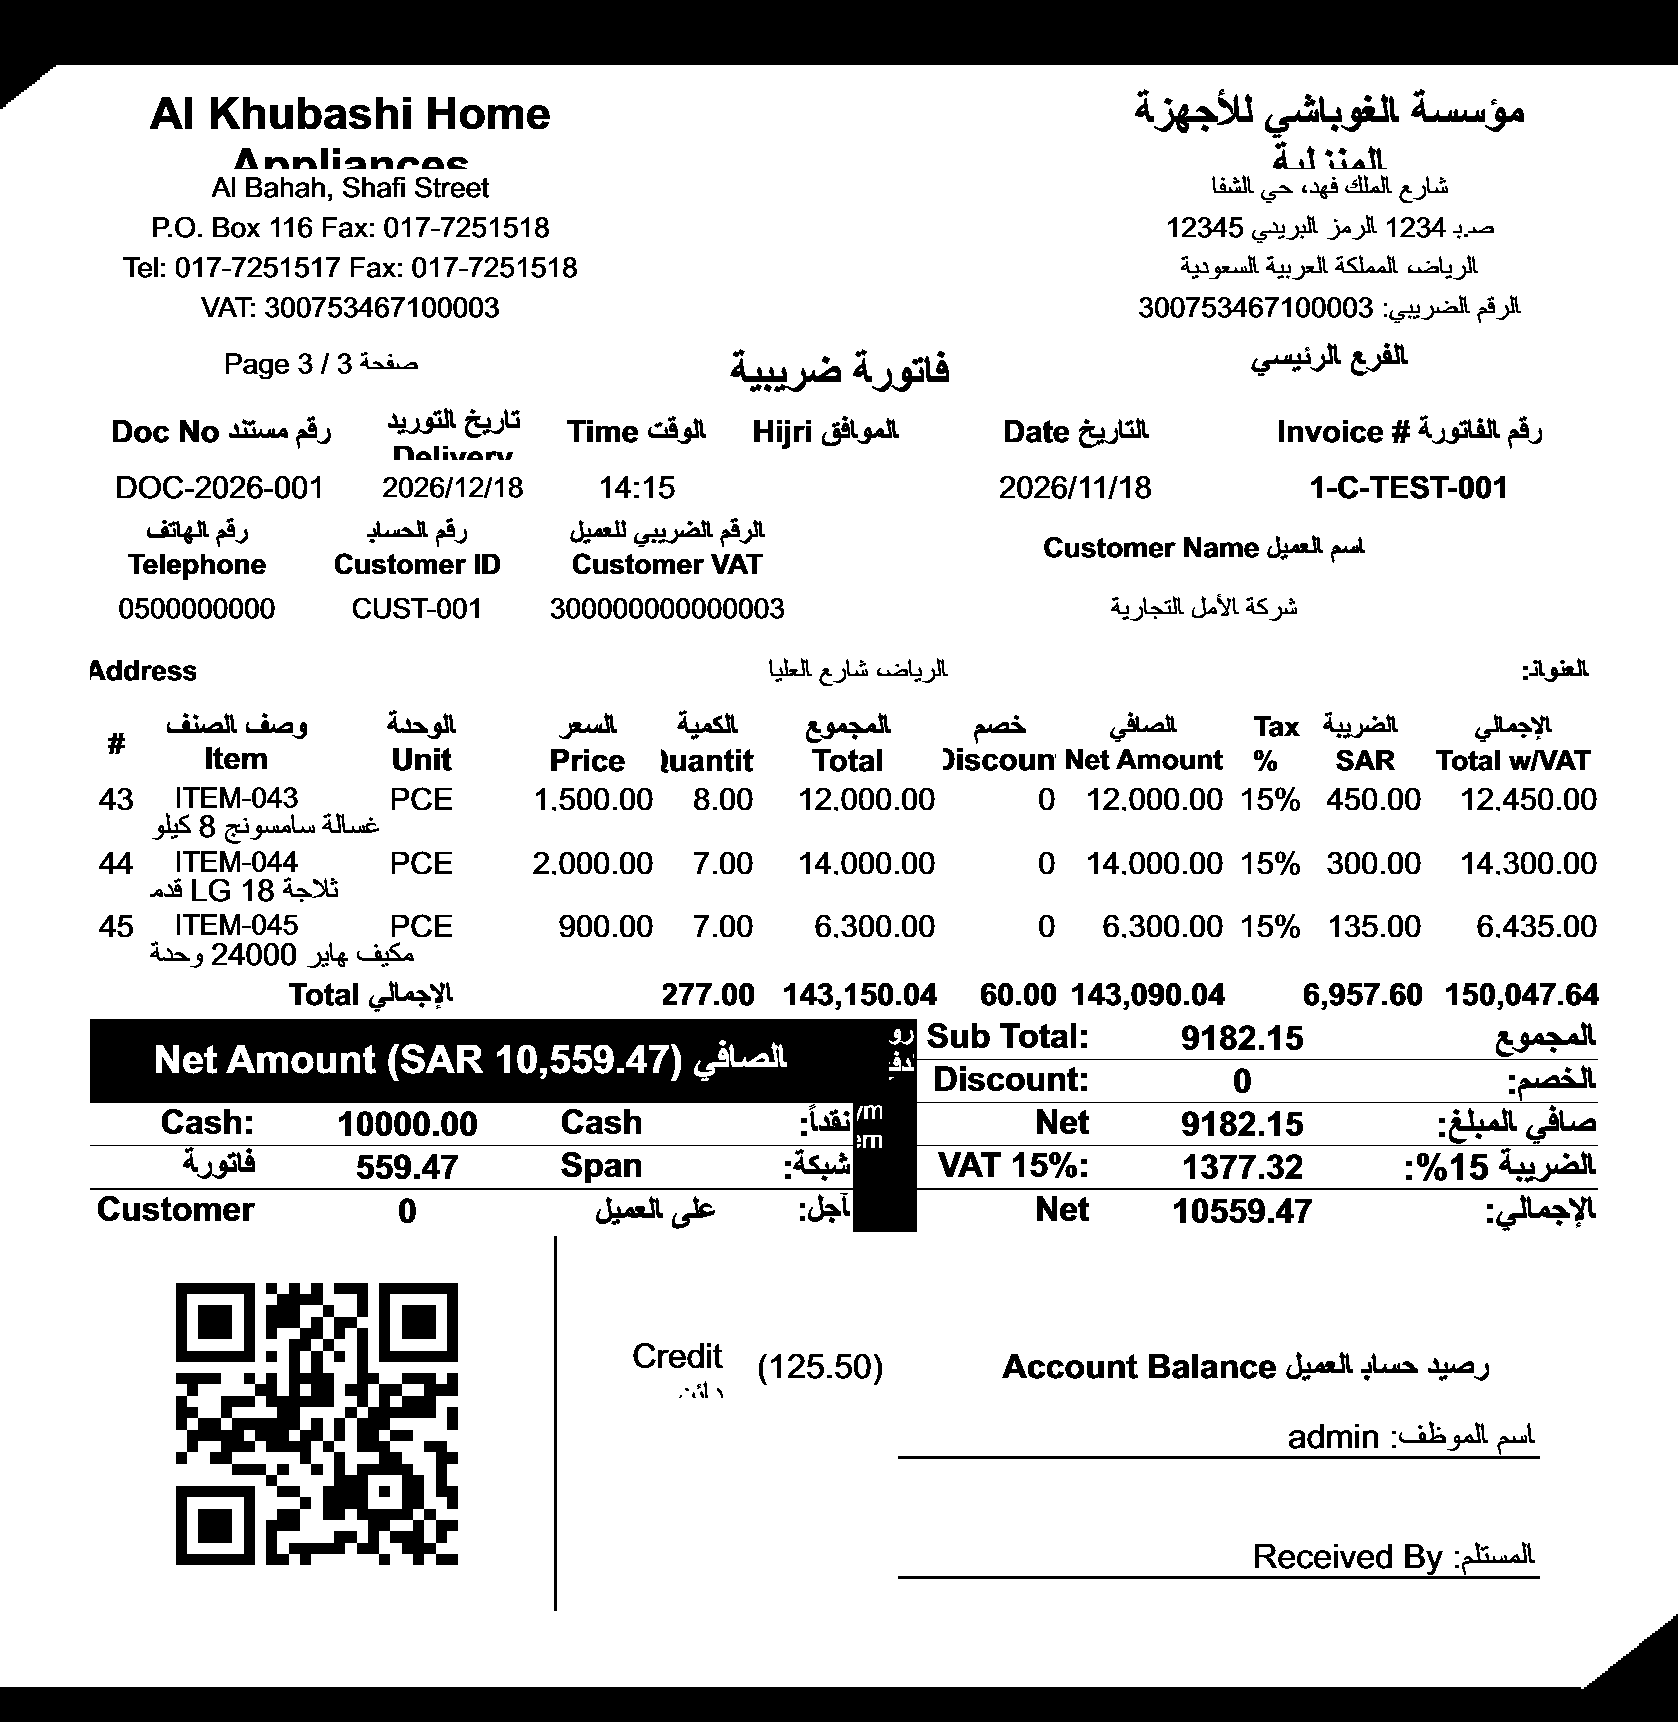 Al Khubashi Home
Appliances
Al Bahah, Shafi Street
P.O. Box 116 Fax: 017-7251518
Tel: 017-7251517 Fax: 017-7251518
VAT: 300753467100003
مؤسسة الغوباشي للأجهزة
المنزلية
شارع الملك فهد، حي الشفا
ص.ب 1234 الرمز البريدي 12345
الرياض، المملكة العربية السعودية
الرقم الضريبي: 300753467100003
Page 3 / 3 صفحة
فاتورة ضريبية
الفرع الرئيسي
Doc No رقم مستند تاريخ التوريد Delivery Time الوقت Hijri الموافق Date التاريخ Invoice # رقم الفاتورة
DOC-2026-001 2026/12/18 14:15 2026/11/18 1-C-TEST-001
رقم الهاتف رقم الحساب الرقم الضريبي للعميل
Telephone Customer ID Customer VAT Customer Name اسم العميل
0500000000 CUST-001 300000000000003 شركة الأمل التجارية
Address الرياض، شارع العليا العنوان:
# وصف الصنف الوحدة السعر الكمية المجموع خصم الصافي Tax الضريبة الإجمالي
Item Unit Price Quantit Total Discoun Net Amount % SAR Total w/VAT
43 ITEM-043 PCE 1,500.00 8.00 12,000.00 0 12,000.00 15% 450.00 12,450.00
غسالة سامسونج 8 كيلو
44 ITEM-044 PCE 2,000.00 7.00 14,000.00 0 14,000.00 15% 300.00 14,300.00
ثلاجة LG 18 قدم
45 ITEM-045 PCE 900.00 7.00 6,300.00 0 6,300.00 15% 135.00 6,435.00
مكيف هاير 24000 وحدة
Total الإجمالي 277.00 143,150.04 60.00 143,090.04 6,957.60 150,047.64
Net Amount (SAR 10,559.47) الصافي
Cash: 10000.00 Cash نقداً:
فاتورة 559.47 Span شبكة:
Customer 0 على العميل آجل:
Sub Total: 9182.15 المجموع
Discount: 0 الخصم:
Net 9182.15 صافي المبلغ:
VAT 15%: 1377.32 الضريبة 15%:
Net 10559.47 الإجمالي:
Credit (125.50) Account Balance رصيد حساب العميل
دائن
اسم الموظف: admin
Received By المستلم: